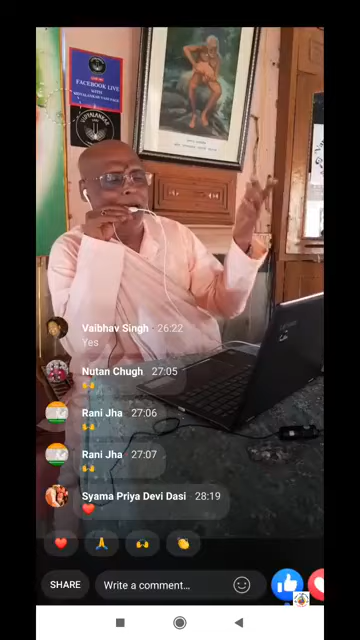 FACEBOOK LIVE
Vaibhav Singh · 26:22
Yes
Nutan Chugh · 27:05
🙌
Rani Jha · 27:06
🙌
Rani Jha · 27:07
🙌
Syama Priya Devi Dasi · 28:19
❤️
SHARE
Write a comment...